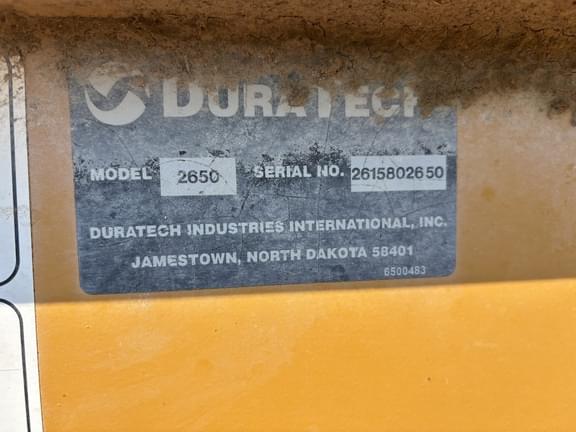 DURATECH
MODEL 2650 SERIAL NO. 2615802650
DURATECH INDUSTRIES INTERNATIONAL, INC.
JAMESTOWN, NORTH DAKOTA 58401
6500483